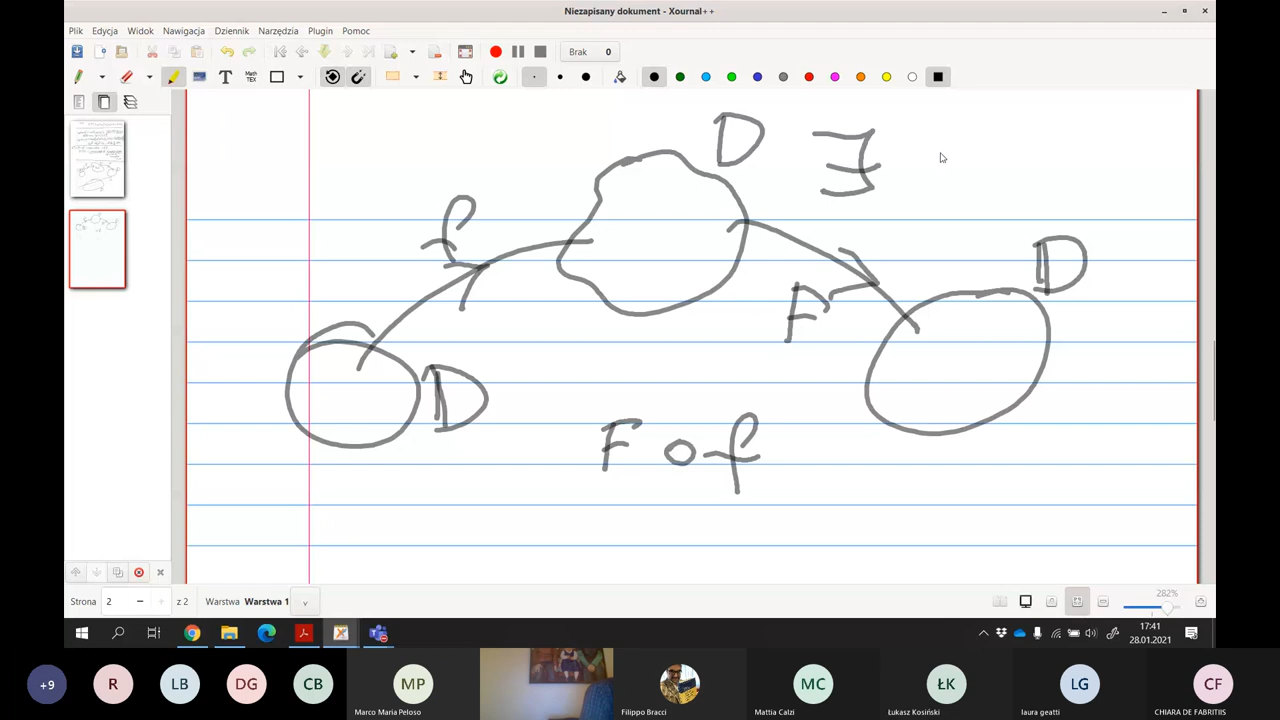 Niezapisany dokument - Xournal++
Plik Edycja Widok Nawigacja Dziennik Narzędzia Plugin Pomoc
Brak 0
T Math TEX
D ∃
f
D
F
D
F o f
282%
Strona 2 z 2 Warstwa Warstwa 1
17:41
28.01.2021
+9 R LB DG CB MP MC ŁK LG CF
Marco Maria Peloso Filippo Bracci Mattia Calzi Łukasz Kosiński laura geatti CHIARA DE FABRITIIS